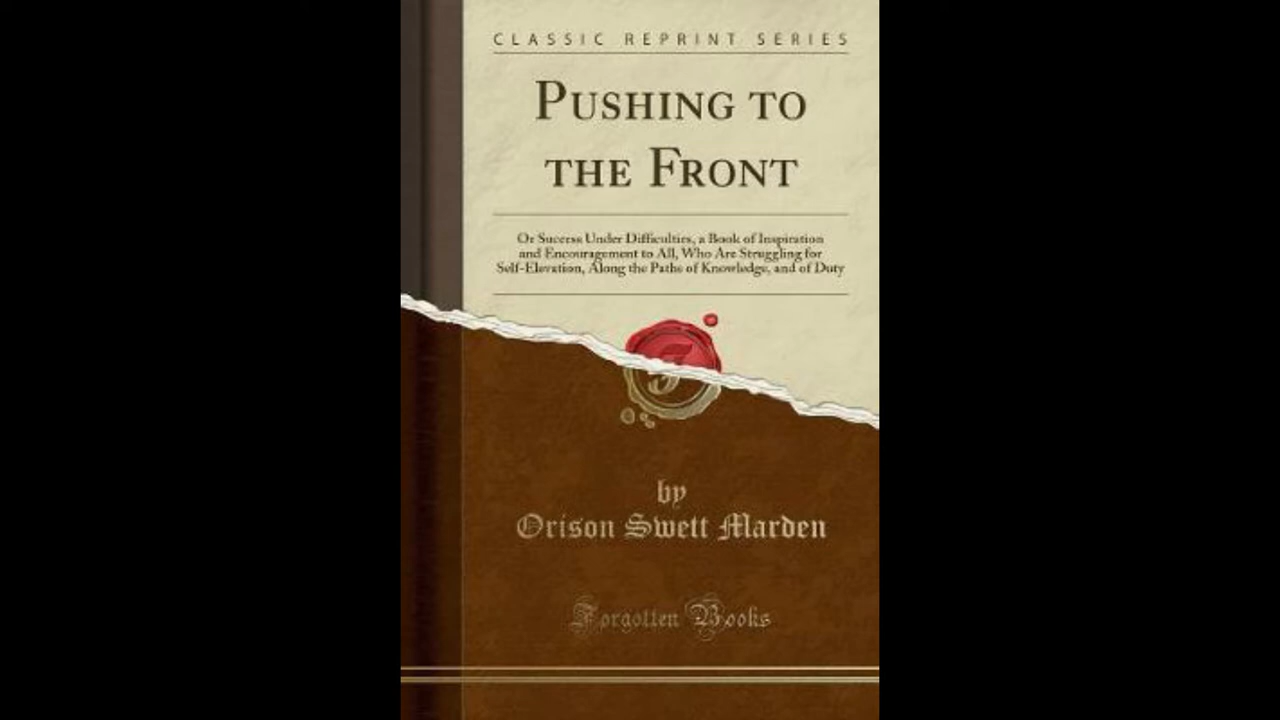 CLASSIC REPRINT SERIES
PUSHING TO
THE FRONT
Or Success Under Difficulties, a Book of Inspiration
and Encouragement to All, Who Are Struggling for
Self-Elevation, Along the Paths of Knowledge, and of Duty
by
Orison Swett Marden
Forgotten Books